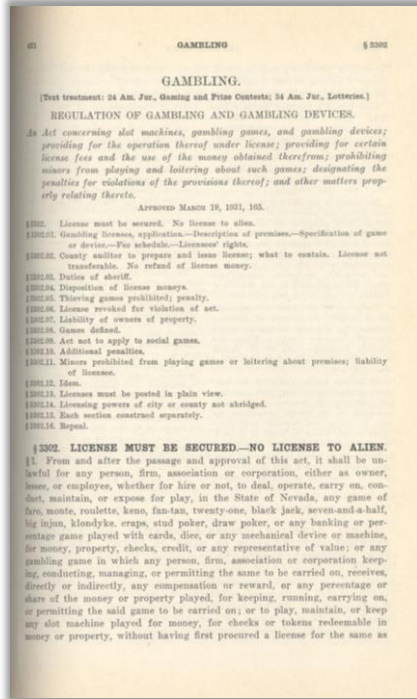 GAMBLING § 3302
GAMBLING.
[Text treatment: 24 Am. Jur., Gaming and Prize Contests; 34 Am. Jur., Lotteries.]
REGULATION OF GAMBLING AND GAMBLING DEVICES.
An Act concerning slot machines, gambling games, and gambling devices;
providing for the operation thereof under license; providing for certain
license fees and the use of the money obtained therefrom; prohibiting
minors from playing and loitering about such games; designating the
penalties for violations of the provisions thereof; and other matters prop-
erly relating thereto.
APPROVED MARCH 19, 1931, 165.
§ 3302. License must be secured. No license to alien.
§ 3302.01. Gambling licenses, application.—Description of premises.—Specification of game
or device.—Fee schedule.—Licensees' rights.
§ 3302.02. County auditor to prepare and issue license; what to contain. License not
transferable. No refund of license money.
§ 3302.03. Duties of sheriff.
§ 3302.04. Disposition of license moneys.
§ 3302.05. Thieving games prohibited; penalty.
§ 3302.06. License revoked for violation of act.
§ 3302.07. Liability of owners of property.
§ 3302.08. Games defined.
§ 3302.09. Act not to apply to social games.
§ 3302.10. Additional penalties.
§ 3302.11. Minors prohibited from playing games or loitering about premises; liability
of licensee.
§ 3302.12. Idem.
§ 3302.13. Licenses must be posted in plain view.
§ 3302.14. Licensing powers of city or county not abridged.
§ 3302.15. Each section construed separately.
§ 3302.16. Repeal.
§ 3302. LICENSE MUST BE SECURED.—NO LICENSE TO ALIEN.
§ 1. From and after the passage and approval of this act, it shall be un-
lawful for any person, firm, association or corporation, either as owner,
lessee, or employee, whether for hire or not, to deal, operate, carry on, con-
duct, maintain, or expose for play, in the State of Nevada, any game of
faro, monte, roulette, keno, fan-tan, twenty-one, black jack, seven-and-a-half,
big injun, klondyke, craps, stud poker, draw poker, or any banking or per-
centage game played with cards, dice, or any mechanical device or machine,
for money, property, checks, credit, or any representative of value; or any
gambling game in which any person, firm, association or corporation keep-
ing, conducting, managing, or permitting the same to be carried on, receives,
directly or indirectly, any compensation or reward, or any percentage or
share of the money or property played, for keeping, running, carrying on,
or permitting the said game to be carried on; or to play, maintain, or keep
any slot machine played for money, for checks or tokens redeemable in
money or property, without having first procured a license for the same as